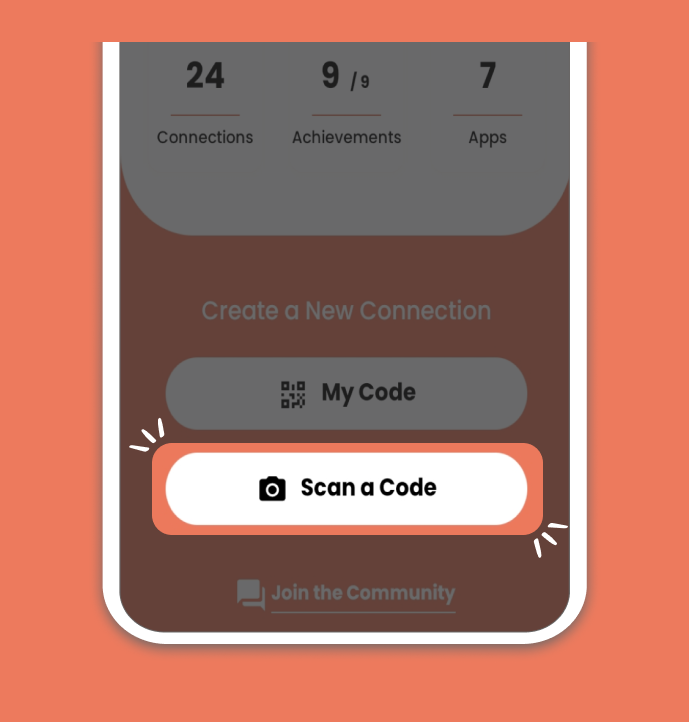 24 9 / 9 7
Connections Achievements Apps
Create a New Connection
My Code
Scan a Code
Join the Community